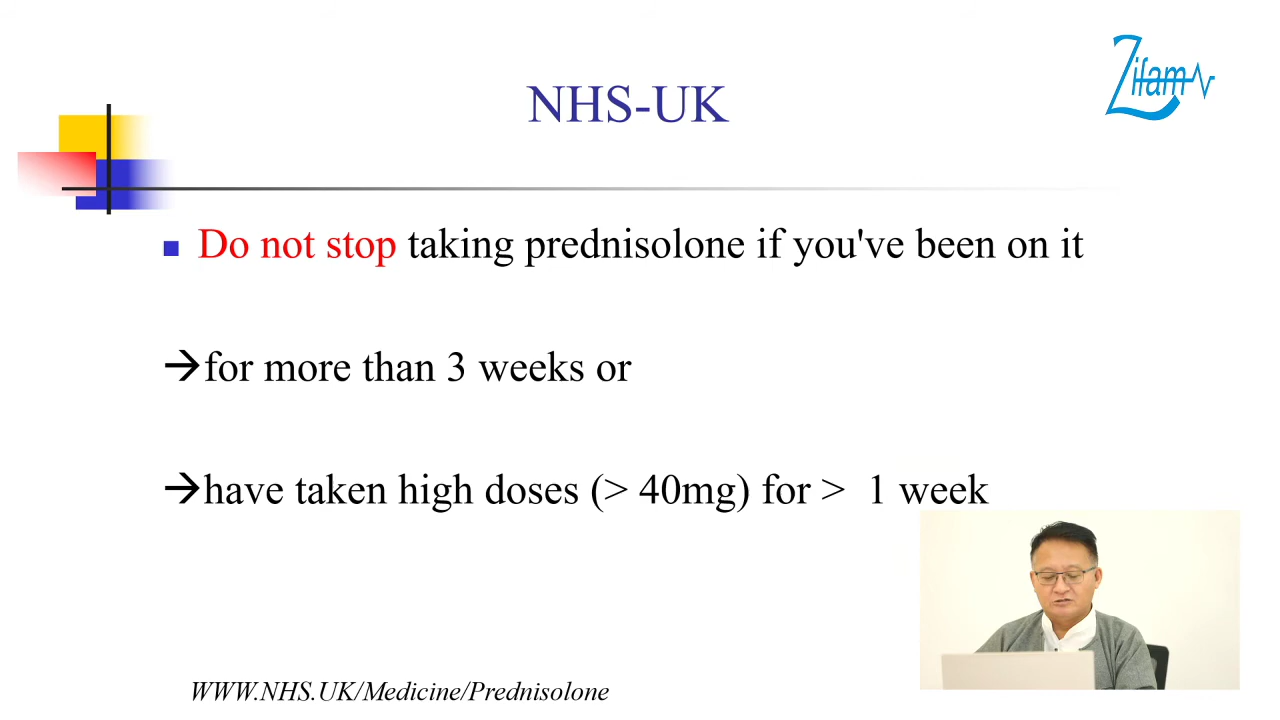 Zifam
NHS-UK
Do not stop taking prednisolone if you've been on it
→for more than 3 weeks or
→have taken high doses (> 40mg) for > 1 week
WWW.NHS.UK/Medicine/Prednisolone